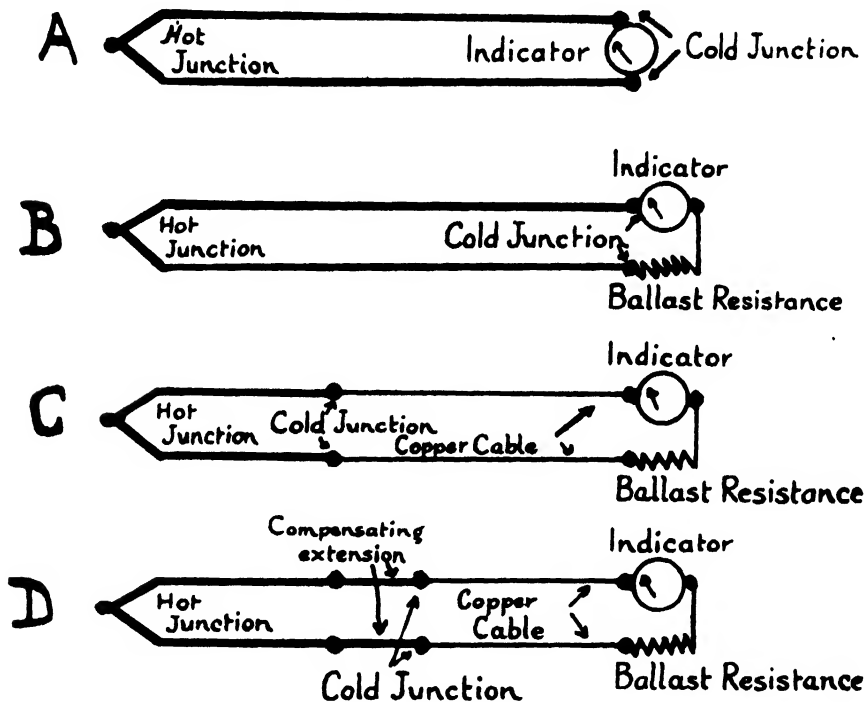 A
Hot
Junction
Indicator
Cold Junction
B
Hot
Junction
Indicator
Cold Junction
Ballast Resistance
C
Hot
Junction
Cold Junction
Copper Cable
Indicator
Ballast Resistance
D
Hot
Junction
Compensating
extension
Cold Junction
Copper
Cable
Indicator
Ballast Resistance